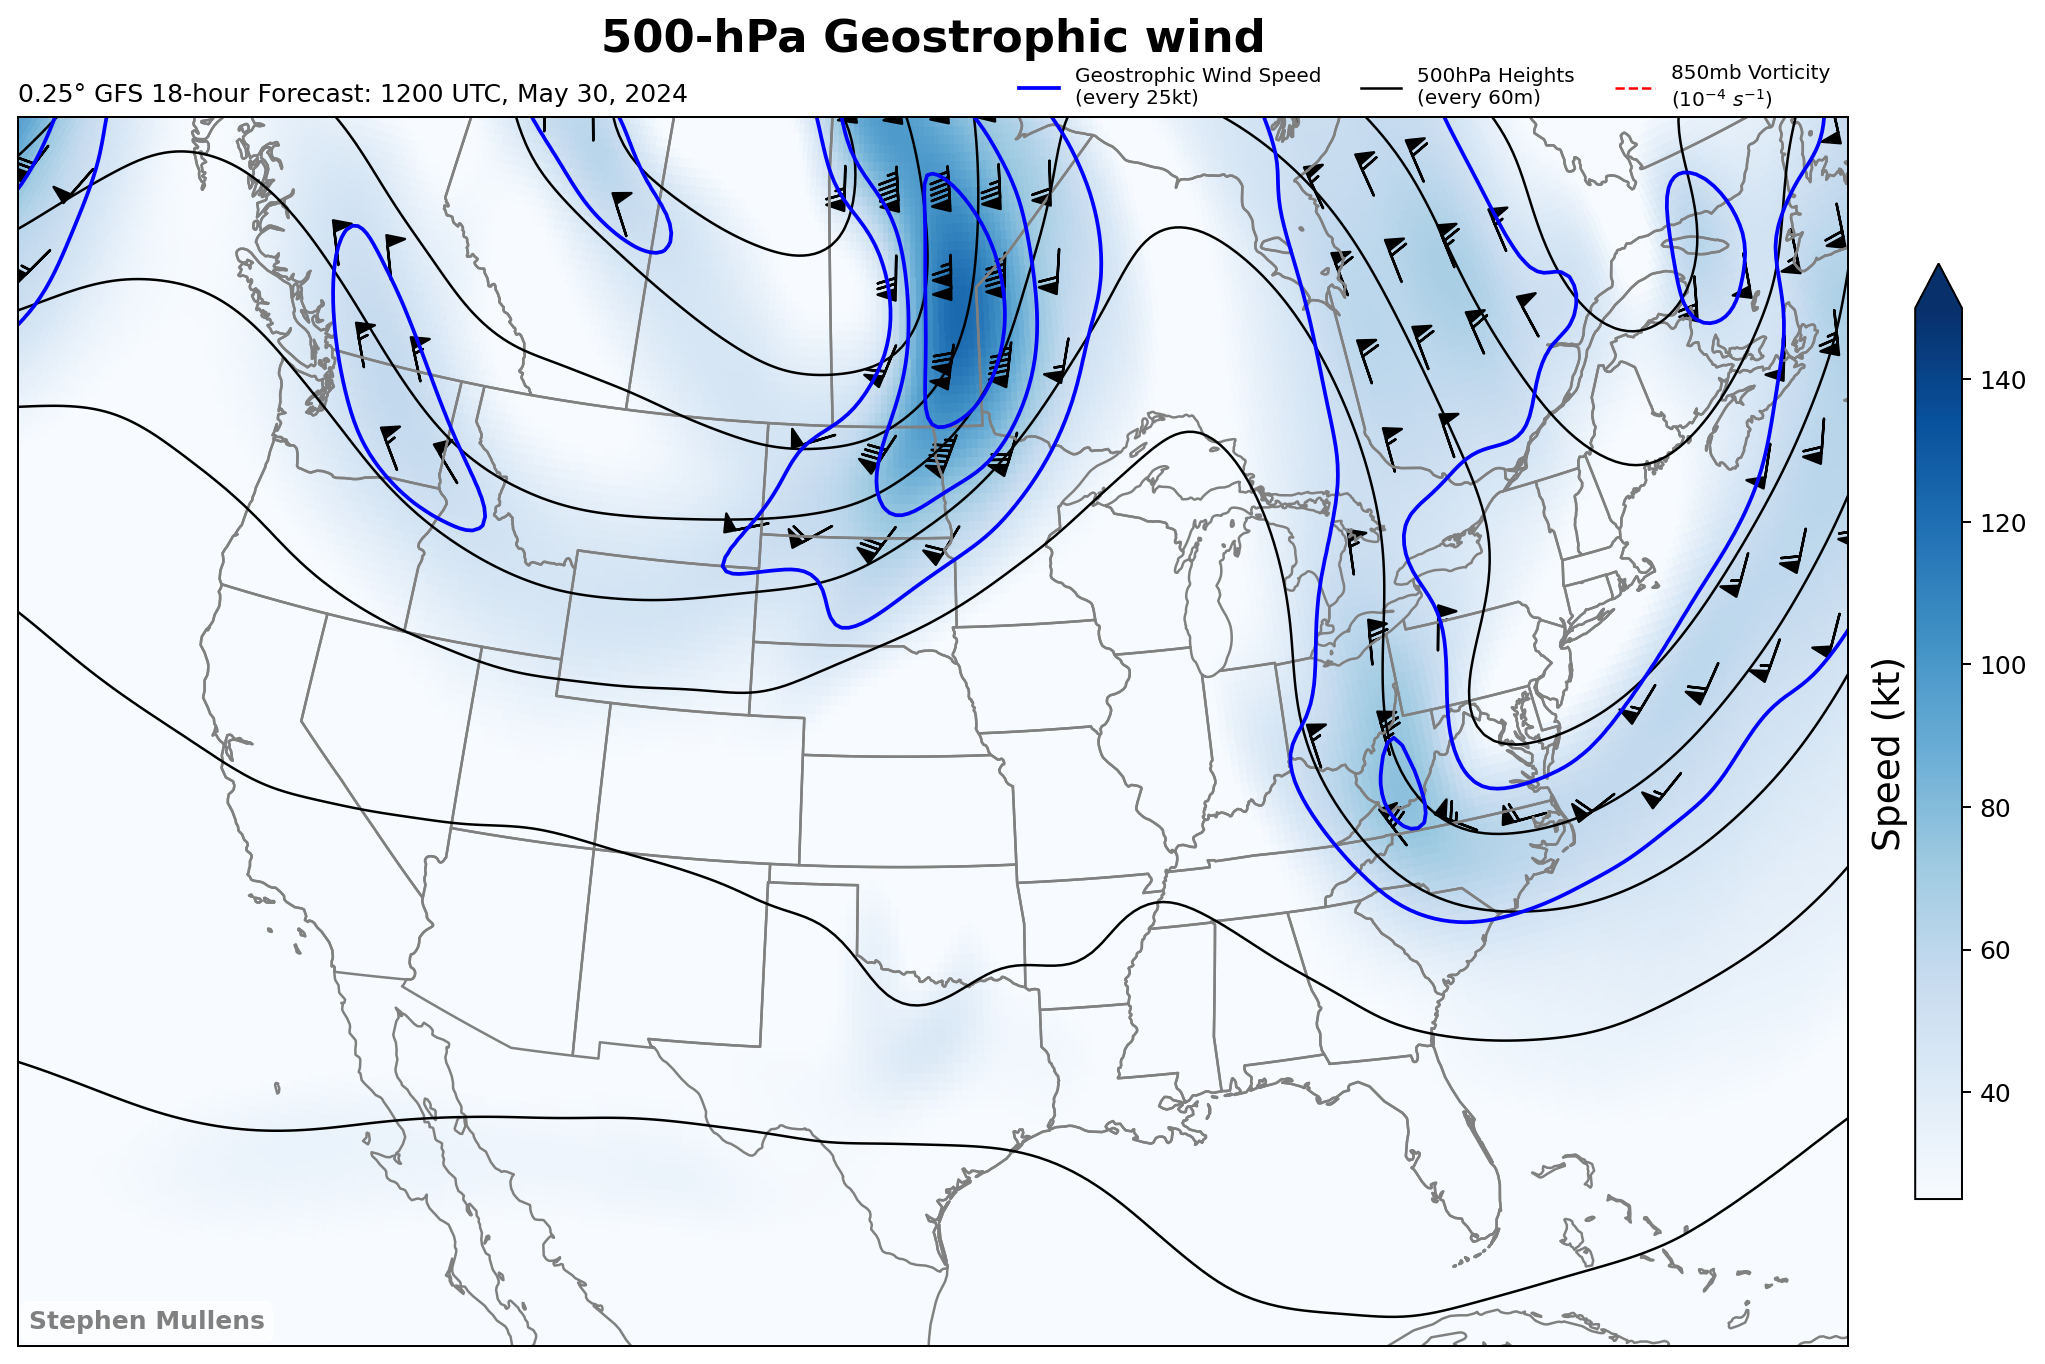 500-hPa Geostrophic wind
0.25° GFS 18-hour Forecast: 1200 UTC, May 30, 2024
Geostrophic Wind Speed
(every 25kt)
500hPa Heights
(every 60m)
850mb Vorticity
(10⁻⁴ s⁻¹)
140
120
100
80
60
40
Speed (kt)
Stephen Mullens